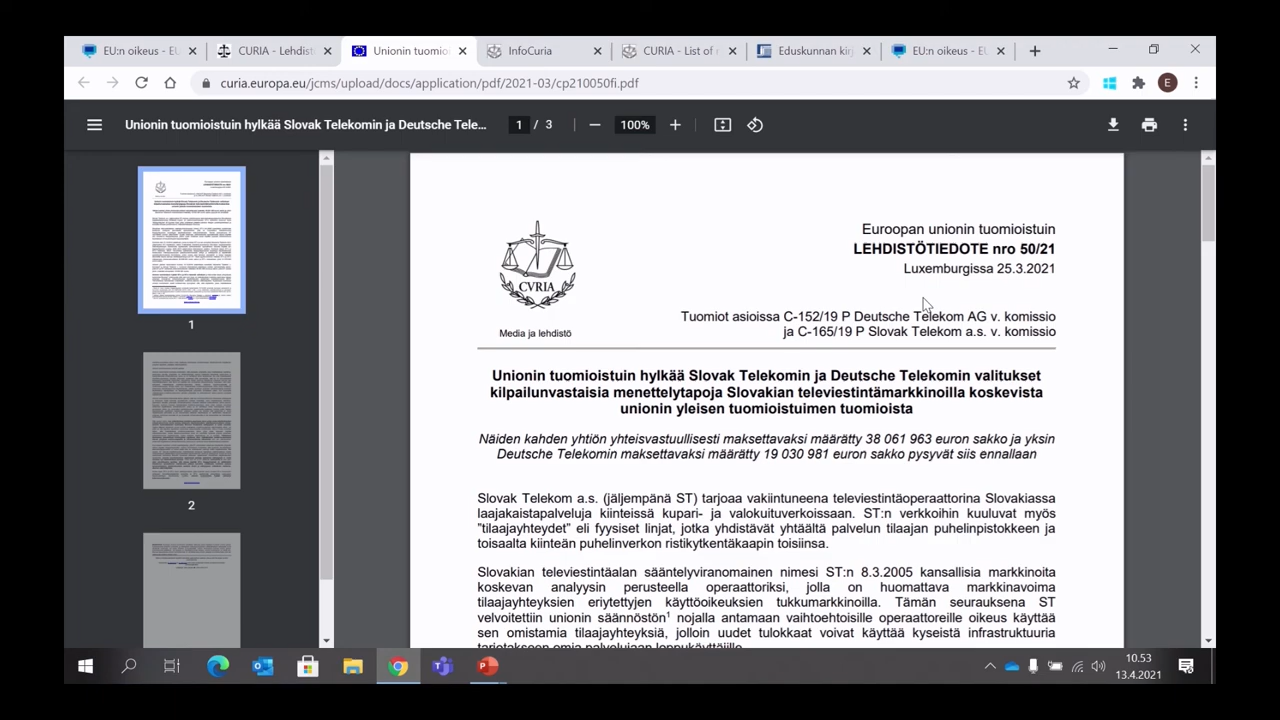 EU:n oikeus - EU
CURIA - Lehdist
Unionin tuomio
InfoCuria
CURIA - List of r
Eduskunnan kirj
EU:n oikeus - EU
curia.europa.eu/jcms/upload/docs/application/pdf/2021-03/cp210050fi.pdf
E
Unionin tuomioistuin hylkää Slovak Telekomin ja Deutsche Tele...
1 / 3
100%
CVRIA
Media ja lehdistö
Euroopan unionin tuomioistuin
LEHDISTÖTIEDOTE nro 50/21
Luxemburgissa 25.3.2021
Tuomiot asioissa C-152/19 P Deutsche Telekom AG v. komissio
ja C-165/19 P Slovak Telekom a.s. v. komissio
Unionin tuomioistuin hylkää Slovak Telekomin ja Deutsche Telekomin valitukset
kilpailunvastaisia menettelytapoja Slovakian televiestintämarkkinoilla koskevista
unionin yleisen tuomioistuimen tuomioista
Näiden kahden yhtiön yhteisvastuullisesti maksettavaksi määrätty 38 061 963 euron sakko ja yksin
Deutsche Telekomin maksettavaksi määrätty 19 030 981 euron sakko pysyvät siis ennallaan
Slovak Telekom a.s. (jäljempänä ST) tarjoaa vakiintuneena televiestintäoperaattorina Slovakiassa
laajakaistapalveluja kiinteissä kupari- ja valokuituverkoissaan. ST:n verkkoihin kuuluvat myös
”tilaajayhteydet” eli fyysiset linjat, jotka yhdistävät yhtäältä palvelun tilaajan puhelinpistokkeen ja
toisaalta kiinteän puhelinverkon ristikytkentäkaapin toisiinsa.
Slovakian televiestintäalan sääntelyviranomainen nimesi ST:n 8.3.2005 kansallisia markkinoita
koskevan analyysin perusteella operaattoriksi, jolla on huomattava markkinavoima
tilaajayhteyksien eriytettyjen käyttöoikeuksien tukkumarkkinoilla. Tämän seurauksena ST
velvoitettiin unionin säännöstön¹ nojalla antamaan vaihtoehtoisille operaattoreille oikeus käyttää
sen omistamia tilaajayhteyksiä, jolloin uudet tulokkaat voivat käyttää kyseistä infrastruktuuria
tarjotakseen omia palvelujaan loppukäyttäjille.
1
2
10.53
13.4.2021